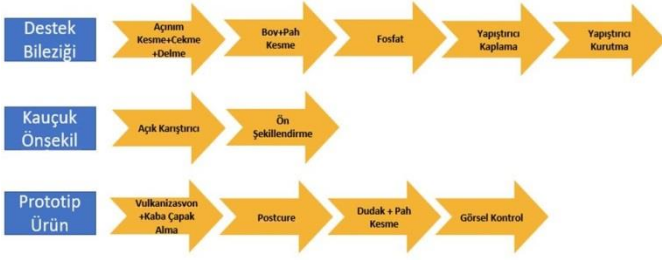 Destek
Bileziği
Açınım
Kesme+Cekme
+Delme
Bov+Pah
Kesme
Fosfat
Yapıştırıcı
Kaplama
Yapıştırıcı
Kurutma
Kauçuk
Önşekil
Açık Karıştırıcı
Ön
Şekillendirme
Prototip
Ürün
Vulkanizasvon
+Kaba Çapak
Alma
Postcure
Dudak + Pah
Kesme
Görsel Kontrol